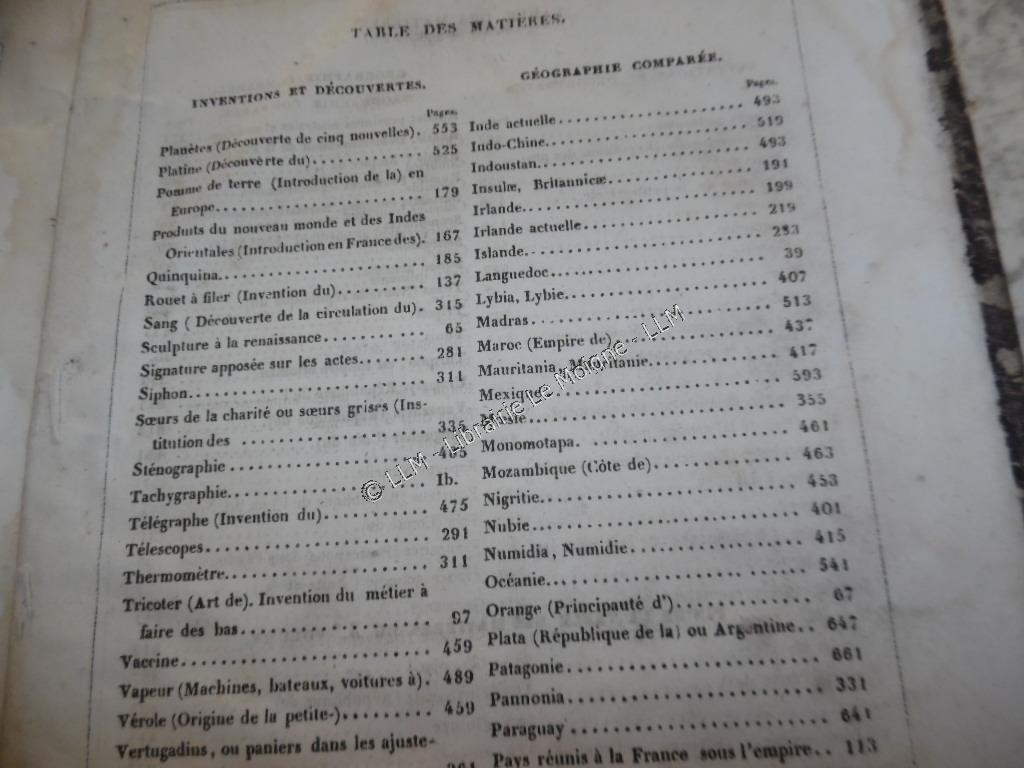 TABLE DES MATIÈRES.
INVENTIONS ET DÉCOUVERTES.
Pages.
Planètes (Découverte de cinq nouvelles). 553
Platine (Découverte du)............ 525
Pomme de terre (Introduction de la) en
Europe...................... 179
Produits du nouveau monde et des Indes
Orientales (Introduction en France des). 167
Quinquina...................... 185
Rouet à filer (Invention du).......... 137
Sang ( Découverte de la circulation du). 315
Sculpture à la renaissance......... 65
Signature apposée sur les actes........ 281
Siphon......................... 311
Sœurs de la charité ou sœurs grises (Ins-
titution des .................... 335
Sténographie ....................
Tachygraphie.................... Ib.
Télégraphe (Invention du)........... 475
Télescopes...................... 291
Thermomètre.................... 311
Tricoter (Art de). Invention du métier à
faire des bas................... 97
Vaccine........................ 459
Vapeur (Machines, bateaux, voitures à). 489
Vérole (Origine de la petite-)......... 459
Vertugadins, ou paniers dans les ajuste-
GÉOGRAPHIE COMPARÉE.
Pages.
Inde actuelle.................... 493
Indo-Chine..................... 519
Indoustan...................... 493
Insulæ, Britannicæ............... 191
Irlande........................ 199
Irlande actuelle.................. 219
Islande........................ 233
Languedoc..................... 39
Lybia, Lybie.................... 407
Madras........................ 513
Maroc (Empire de)............... 437
Mauritania, Mauritanie............ 417
Mexique....................... 593
Mésie......................... 355
Monomotapa. .................. 461
Mozambique (Côte de)............ 463
Nigritie........................ 453
Nubie......................... 401
Numidia, Numidie............... 415
Océanie....................... 541
Orange (Principauté d')............ 67
Plata (République de la) ou Argentine.. 647
Patagonie...................... 661
Pannonia...................... 331
Paraguay ...................... 641
Pays réunis à la France sous l'empire.. 113
© LLM - Librairie Le Moigne - LLM